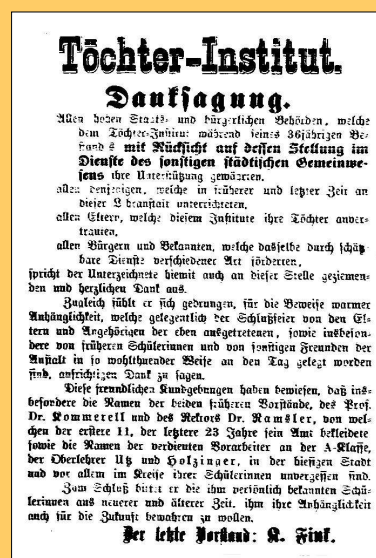 Töchter-Institut.
Danksagung.
Allen hohen Staats- und bürgerlichen Behörden, welche
dem Töchter-Institut während seines 36jährigen Be-
stands mit Rücksicht auf dessen Stellung im
Dienste des sonstigen städtischen Gemeinwe-
sens ihre Unterstützung gewährten,
allen denjenigen, welche in früherer und letzter Zeit an
dieser Lehranstalt unterrichteten,
allen Eltern, welche diesem Institute ihre Töchter anver-
trauten,
allen Bürgern und Bekannten, welche dasselbe durch schätz-
bare Dienste verschiedener Art förderten,
spricht der Unterzeichnete hiemit auch an dieser Stelle geziemen-
den und herzlichen Dank aus.
Zugleich fühlt er sich gedrungen, für die Beweise warmer
Anhänglichkeit, welche gelegentlich der Schlußfeier von den El-
tern und Angehörigen der eben ausgetretenen, sowie insbeson-
dere von früheren Schülerinnen und von sonstigen Freunden der
Anstalt in so wohlthuender Weise an den Tag gelegt worden
sind, aufrichtigen Dank zu sagen.
Diese freundlichen Kundgebungen haben bewiesen, daß ins-
besondere die Namen der beiden früheren Vorstände, des Prof.
Dr. Kommerell und des Rektors Dr. Ramsler, von wel-
chen der erstere 11, der letztere 23 Jahre sein Amt bekleidete
sowie die Namen der verdienten Vorarbeiter an der A-Klasse,
der Oberlehrer Utz und Holzinger, in der hiesigen Stadt
und vor allem im Kreise ihrer Schülerinnen unvergessen sind.
Zum Schluß bittet er die ihm persönlich bekannten Schü-
lerinnen aus neuerer und älterer Zeit, ihm ihre Anhänglichkeit
auch für die Zukunft bewahren zu wollen.
Der letzte Vorstand: K. Fink.